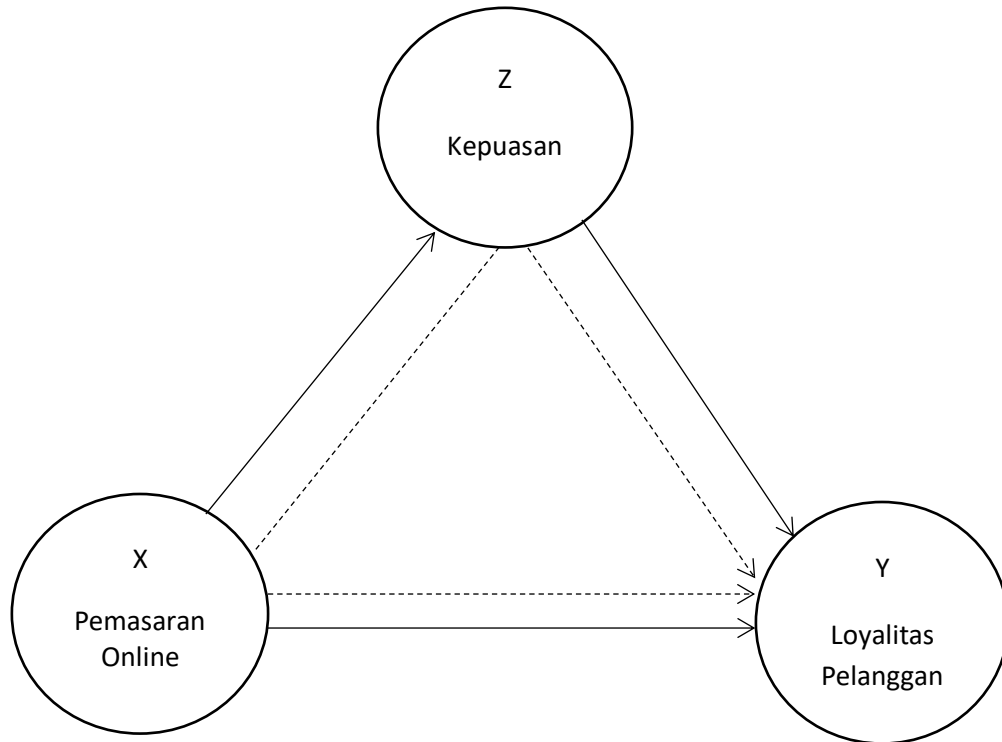 Z
Kepuasan
X
Pemasaran
Online
Y
Loyalitas
Pelanggan